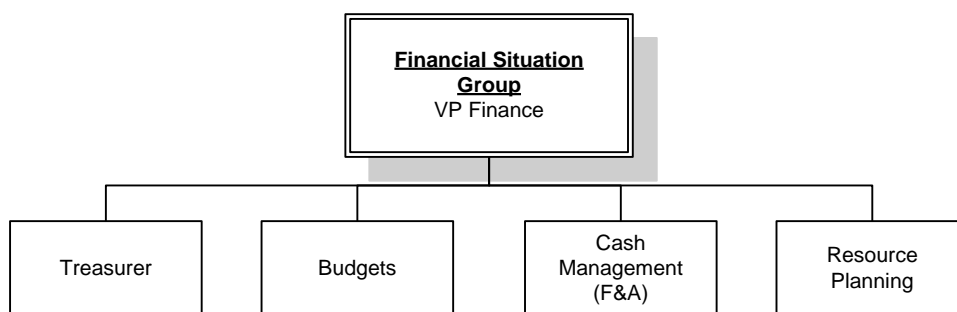 Financial Situation
Group
VP Finance
Treasurer
Budgets
Cash
Management
(F&A)
Resource
Planning